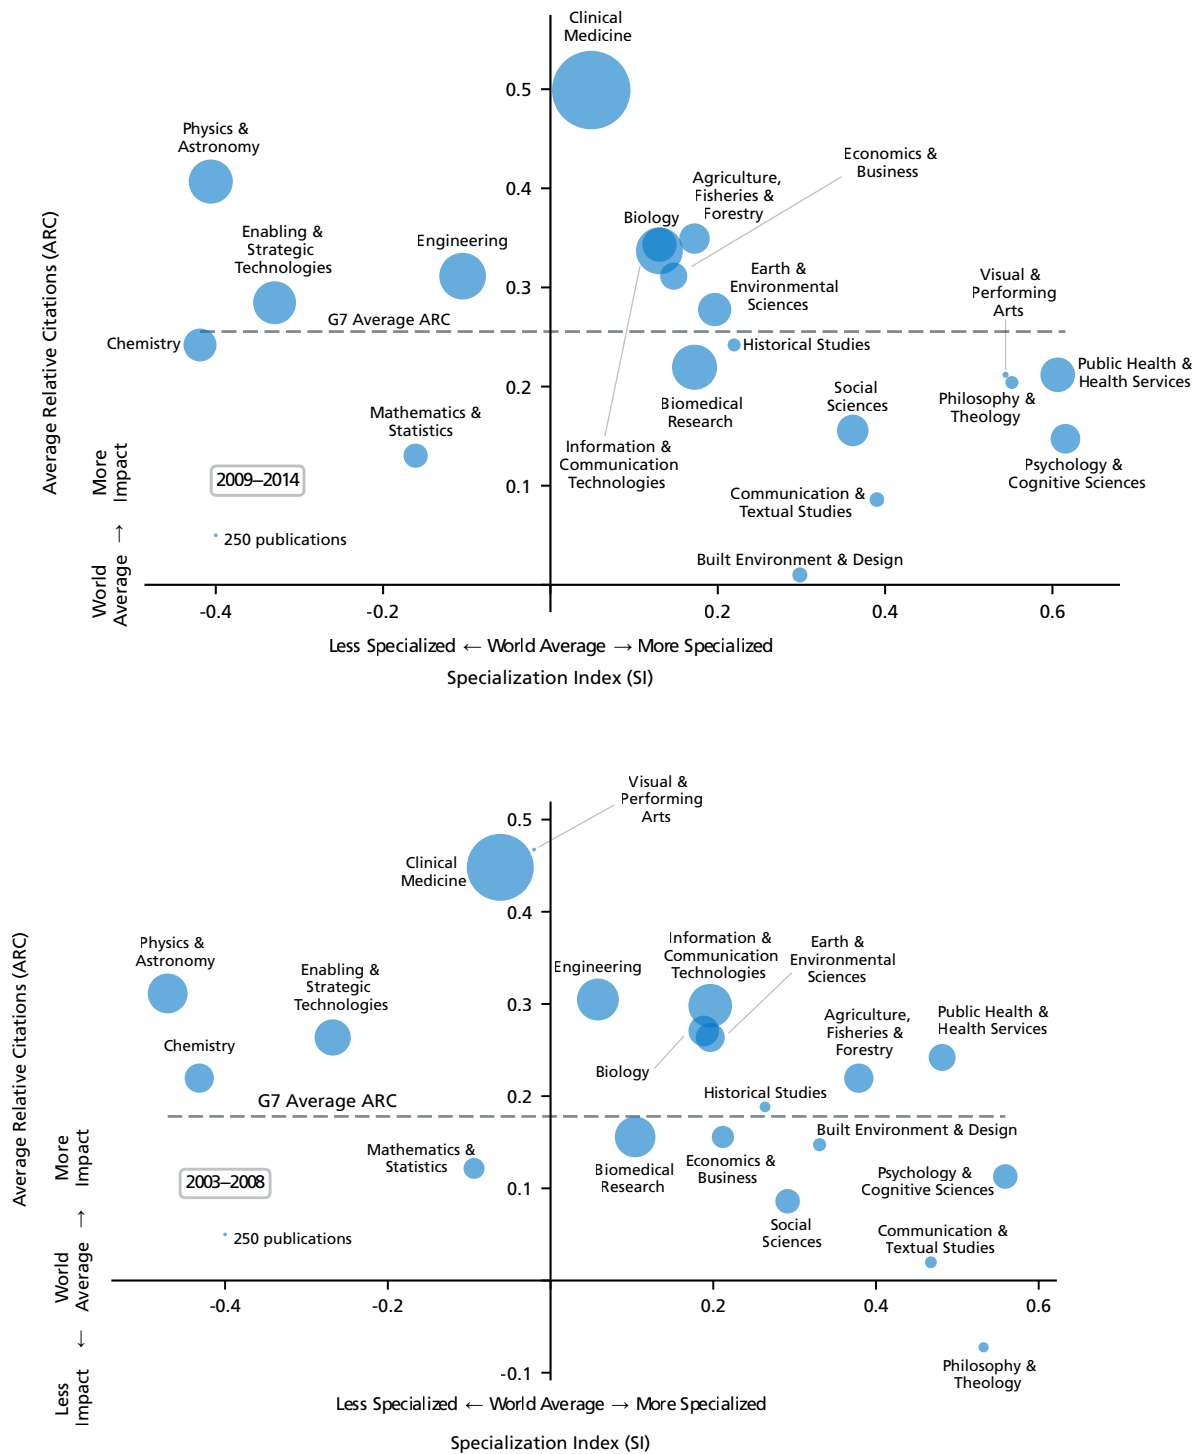 Clinical
Medicine
0.5
Physics &
Astronomy
Economics &
Business
0.4
Agriculture,
Fisheries &
Forestry
Biology
Enabling &
Strategic
Technologies
Engineering
Earth &
Environmental
Sciences
Visual &
Performing
Arts
0.3
G7 Average ARC
Chemistry
Historical Studies
Public Health &
Health Services
0.2
Biomedical
Research
Social
Sciences
Philosophy &
Theology
Mathematics &
Statistics
Information &
Communication
Technologies
Psychology &
Cognitive Sciences
2009–2014
0.1
Communication &
Textual Studies
250 publications
Built Environment & Design
Average Relative Citations (ARC)
World
Average → More
Impact
-0.4
-0.2
0.2
0.4
0.6
Less Specialized ← World Average → More Specialized
Specialization Index (SI)
Visual &
Performing
Arts
0.5
Clinical
Medicine
0.4
Physics &
Astronomy
Enabling &
Strategic
Technologies
Engineering
Information &
Communication
Technologies
Earth &
Environmental
Sciences
0.3
Agriculture,
Fisheries &
Forestry
Public Health &
Health Services
Chemistry
Biology
0.2
Historical Studies
G7 Average ARC
Built Environment & Design
Mathematics &
Statistics
Biomedical
Research
Economics &
Business
Psychology &
Cognitive Sciences
2003–2008
0.1
Social
Sciences
Communication &
Textual Studies
250 publications
Average Relative Citations (ARC)
Less
Impact ← World
Average → More
Impact
-0.4
-0.2
0.2
0.4
0.6
-0.1
Philosophy &
Theology
Less Specialized ← World Average → More Specialized
Specialization Index (SI)